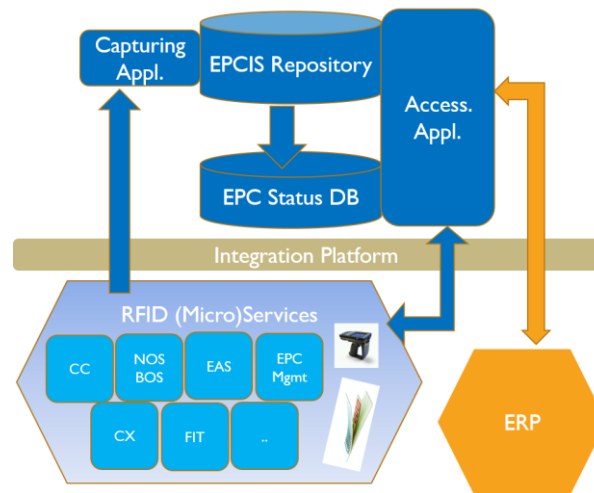 Capturing
Appl.
EPCIS Repository
Access.
Appl.
EPC Status DB
Integration Platform
RFID (Micro)Services
CC
NOS
BOS
EAS
EPC
Mgmt
CX
FIT
..
ERP